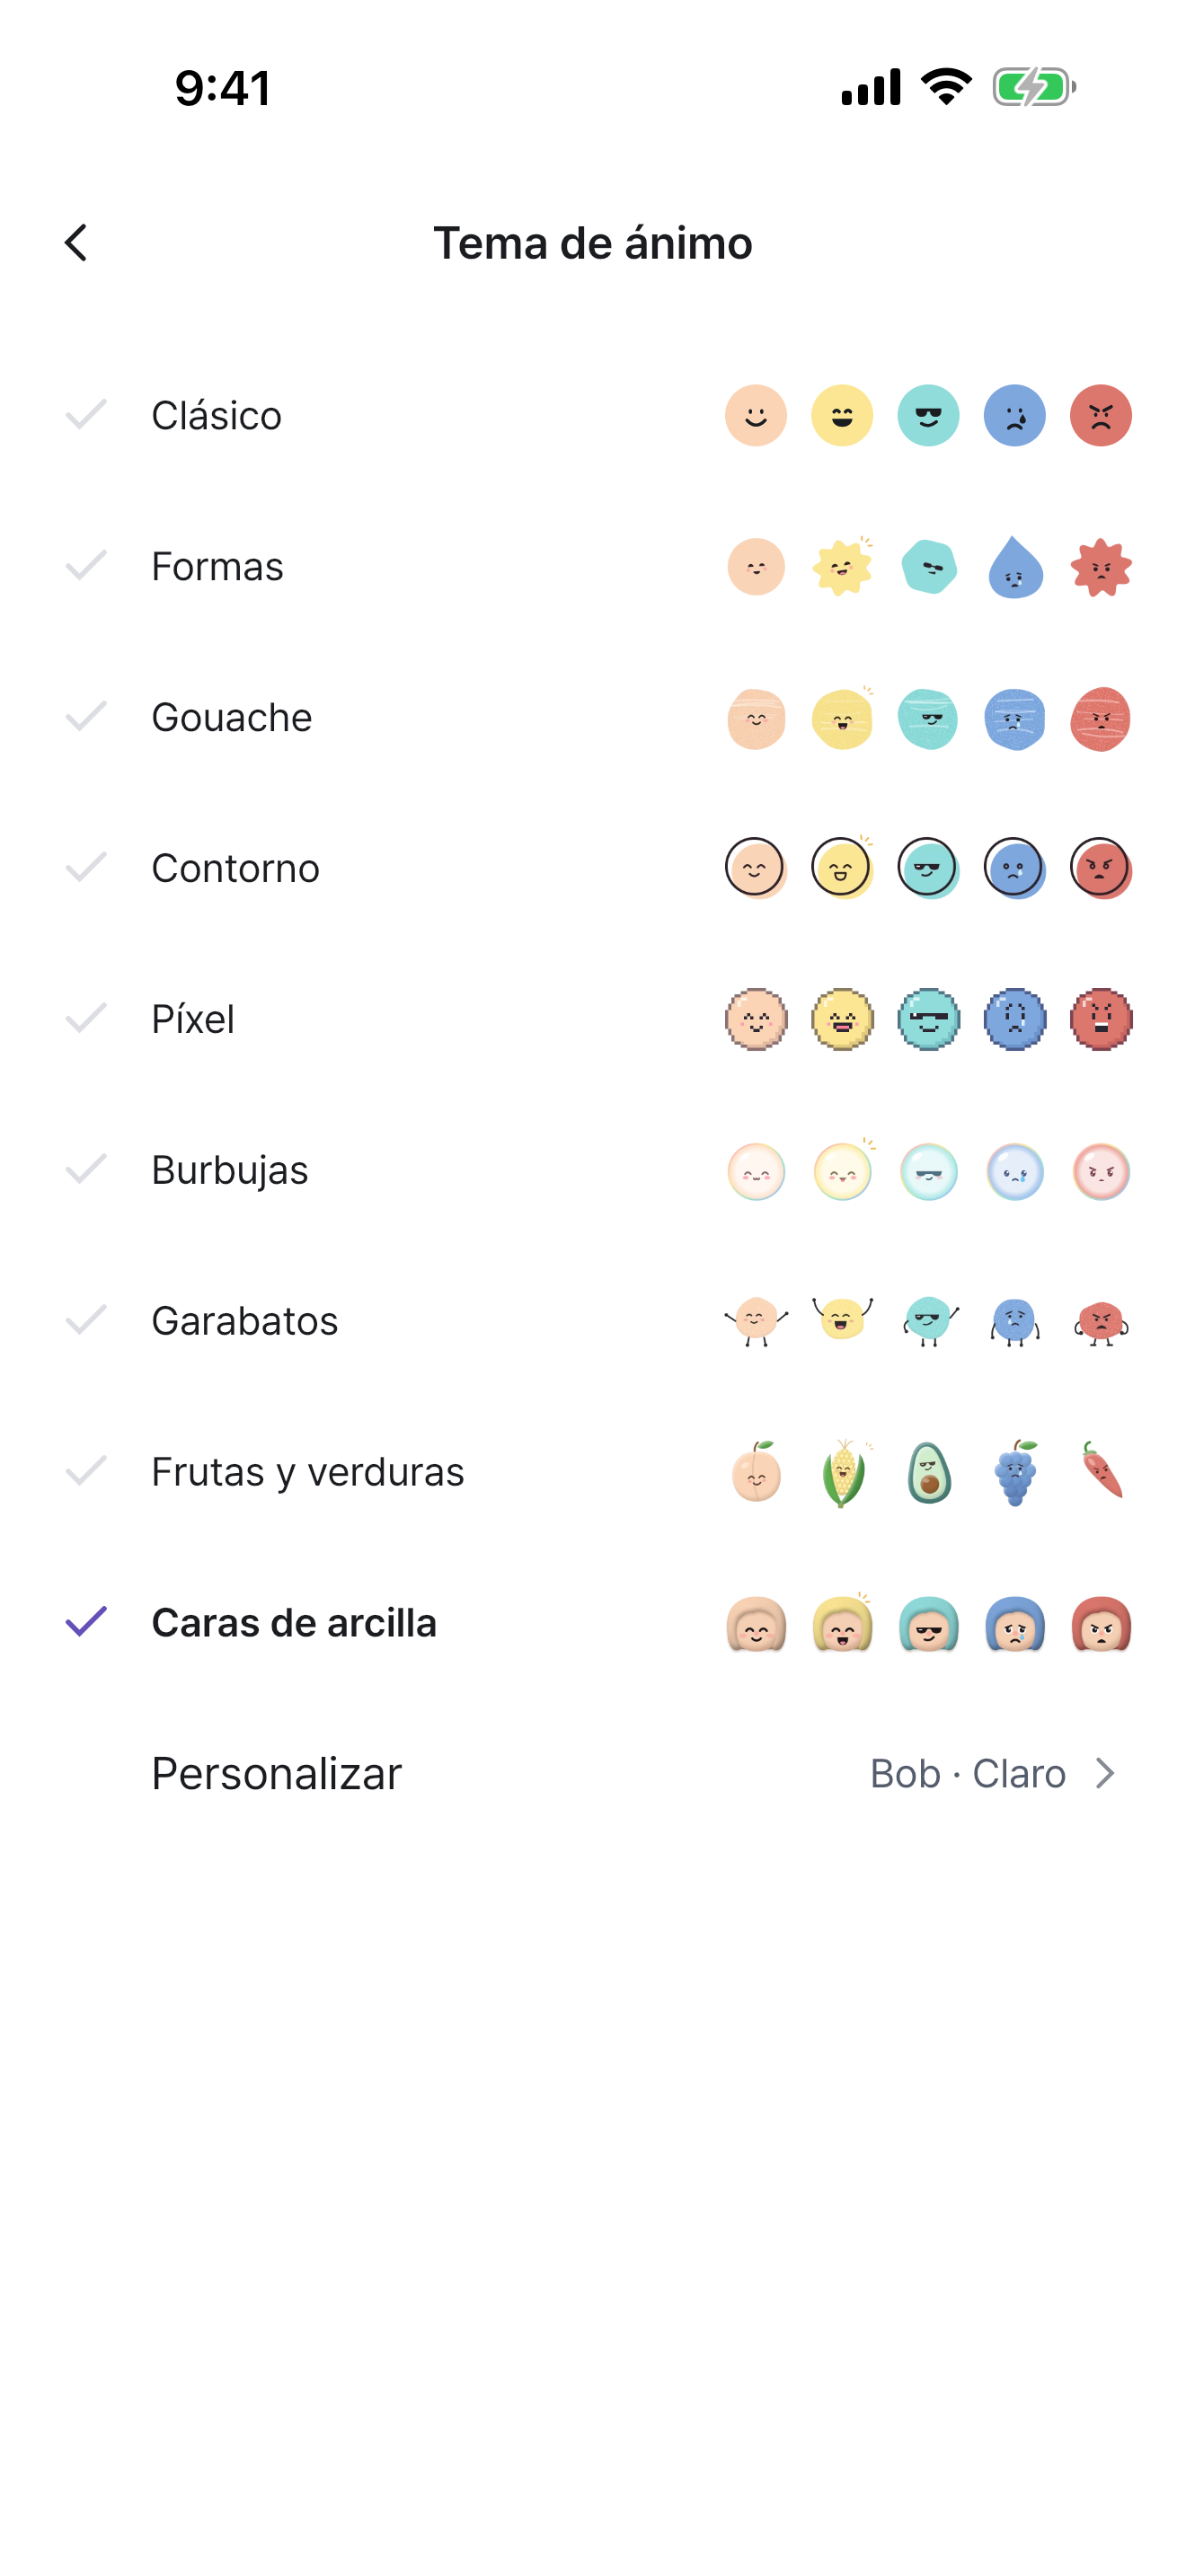 9:41
Tema de ánimo
Clásico
Formas
Gouache
Contorno
Píxel
Burbujas
Garabatos
Frutas y verduras
Caras de arcilla
Personalizar
Bob · Claro